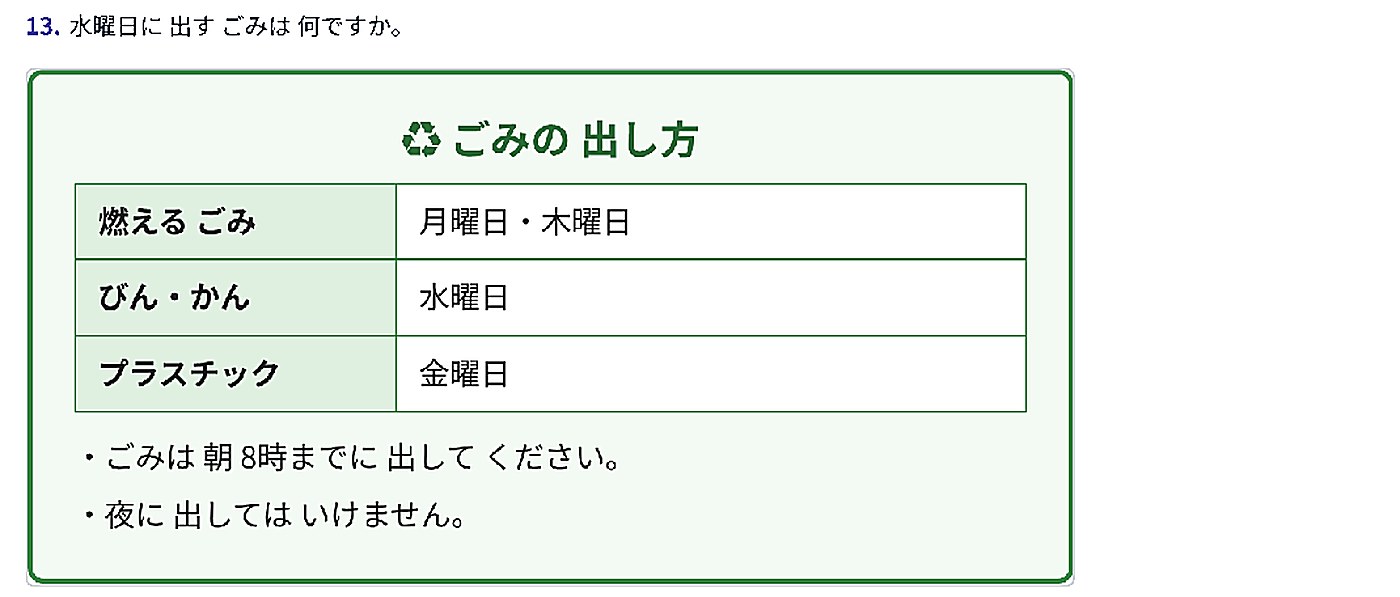 13. 水曜日に 出す ごみは 何ですか。
♻ ごみの 出し方
燃える ごみ 月曜日・木曜日
びん・かん 水曜日
プラスチック 金曜日
・ごみは 朝 8時までに 出して ください。
・夜に 出しては いけません。